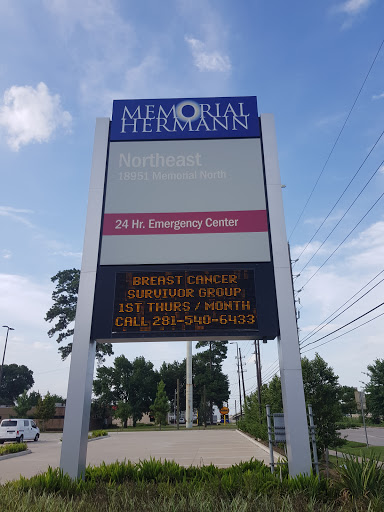 MEMORIAL
HERMANN
Northeast
18951 Memorial North
24 Hr. Emergency Center
BREAST CANCER
SURVIVOR GROUP
1ST THURS / MONTH
CALL 281-540-6433